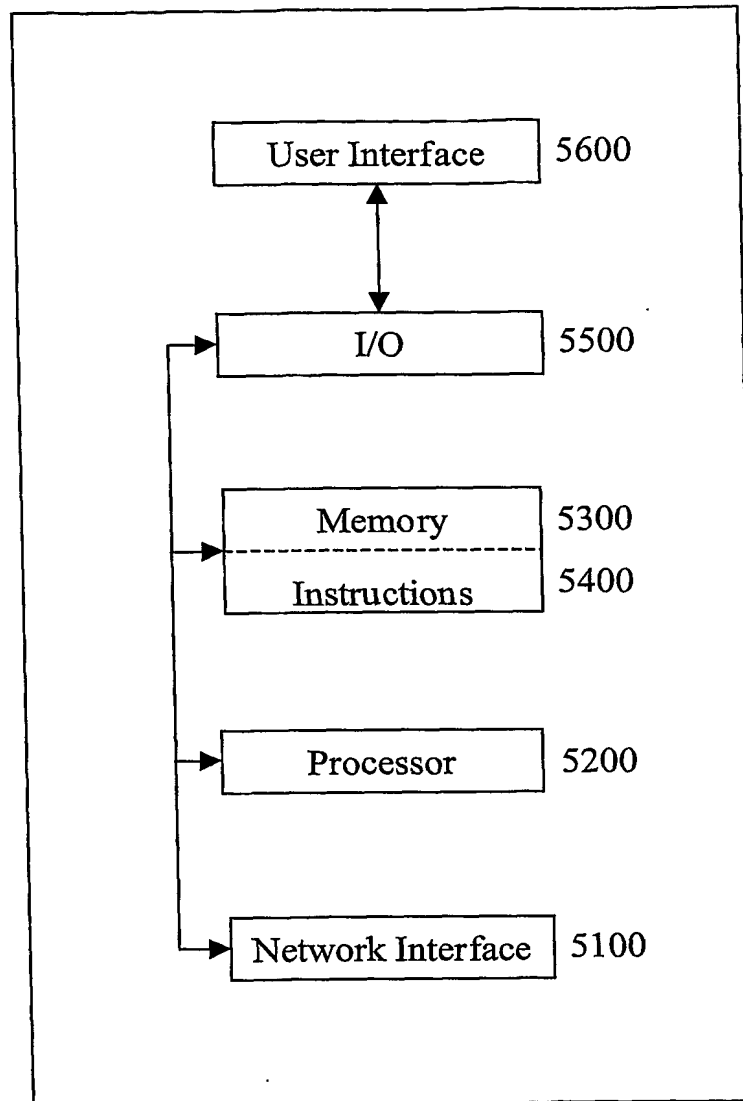 User Interface 5600
I/O 5500
Memory 5300
Instructions 5400
Processor 5200
Network Interface 5100